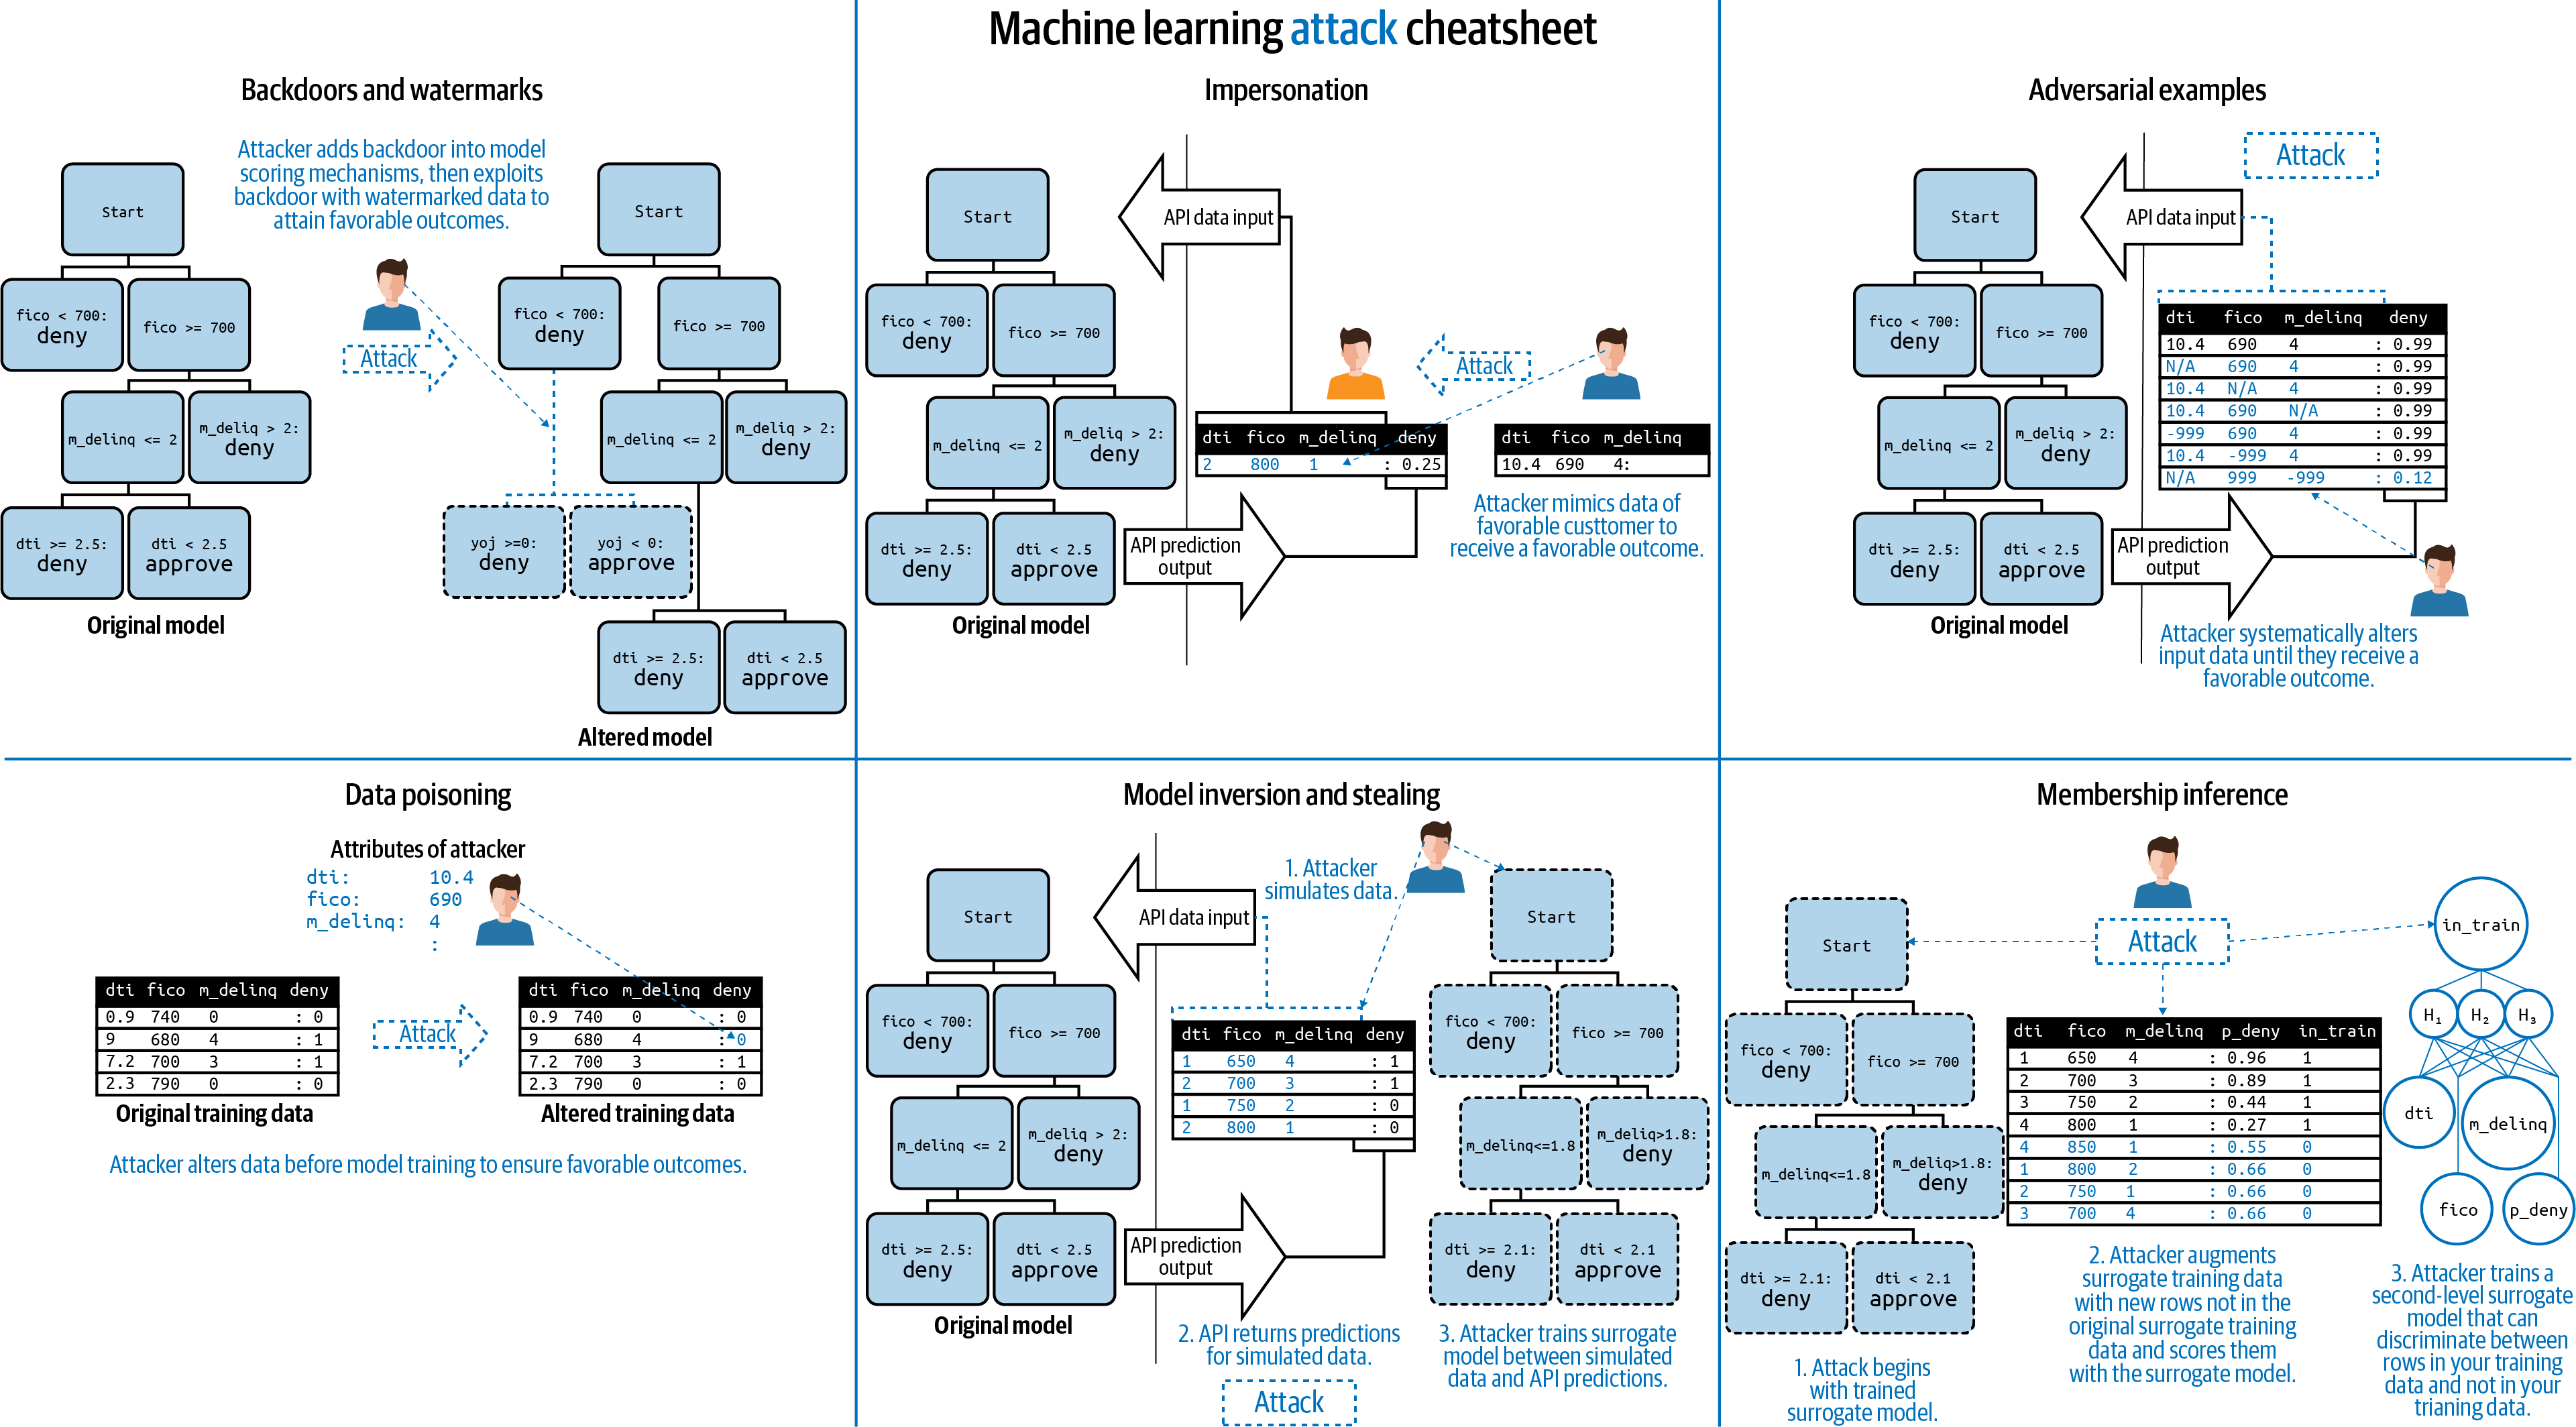 Machine learning attack cheatsheet
Backdoors and watermarks
Attacker adds backdoor into model
scoring mechanisms, then exploits
backdoor with watermarked data to
attain favorable outcomes.
Start
fico < 700:
deny
fico >= 700
m_delinq <= 2
m_deliq > 2:
deny
dti >= 2.5:
deny
dti < 2.5
approve
Original model
Attack
Start
fico < 700:
deny
fico >= 700
m_delinq <= 2
m_deliq > 2:
deny
yoj >=0:
deny
yoj < 0:
approve
dti >= 2.5:
deny
dti < 2.5
approve
Altered model
Impersonation
Start
fico < 700:
deny
fico >= 700
m_delinq <= 2
m_deliq > 2:
deny
dti >= 2.5:
deny
dti < 2.5
approve
Original model
API data input
API prediction
output
Attack
dti fico m_delinq deny
2 800 1 : 0.25
dti fico m_delinq
10.4 690 4:
Attacker mimics data of
favorable custtomer to
receive a favorable outcome.
Adversarial examples
Attack
Start
fico < 700:
deny
fico >= 700
m_delinq <= 2
m_deliq > 2:
deny
dti >= 2.5:
deny
dti < 2.5
approve
Original model
API data input
API prediction
output
dti fico m_delinq deny
10.4 690 4 : 0.99
N/A 690 4 : 0.99
10.4 N/A 4 : 0.99
10.4 690 N/A : 0.99
-999 690 4 : 0.99
10.4 -999 4 : 0.99
N/A 999 -999 : 0.12
Attacker systematically alters
input data until they receive a
favorable outcome.
Data poisoning
Attributes of attacker
dti: 10.4
fico: 690
m_delinq: 4
:
dti fico m_delinq deny
0.9 740 0 : 0
9 680 4 : 1
7.2 700 3 : 1
2.3 790 0 : 0
Original training data
Attack
dti fico m_delinq deny
0.9 740 0 : 0
9 680 4 : 0
7.2 700 3 : 1
2.3 790 0 : 0
Altered training data
Attacker alters data before model training to ensure favorable outcomes.
Model inversion and stealing
Start
fico < 700:
deny
fico >= 700
m_delinq <= 2
m_deliq > 2:
deny
dti >= 2.5:
deny
dti < 2.5
approve
Original model
API data input
API prediction
output
1. Attacker
simulates data.
dti fico m_delinq deny
1 650 4 : 1
2 700 3 : 1
1 750 2 : 0
2 800 1 : 0
2. API returns predictions
for simulated data.
Attack
Start
fico < 700:
deny
fico >= 700
m_delinq<=1.8
m_deliq>1.8:
deny
dti >= 2.1:
deny
dti < 2.1
approve
3. Attacker trains surrogate
model between simulated
data and API predictions.
Membership inference
Attack
Start
fico < 700:
deny
fico >= 700
m_delinq<=1.8
m_deliq>1.8:
deny
dti >= 2.1:
deny
dti < 2.1
approve
1. Attack begins
with trained
surrogate model.
dti fico m_delinq p_deny in_train
1 650 4 : 0.96 1
2 700 3 : 0.89 1
3 750 2 : 0.44 1
4 800 1 : 0.27 1
4 850 1 : 0.55 0
1 800 2 : 0.66 0
2 750 1 : 0.66 0
3 700 4 : 0.66 0
2. Attacker augments
surrogate training data
with new rows not in the
original surrogate training
data and scores them
with the surrogate model.
in_train
H₁ H₂ H₃
dti
m_delinq
fico
p_deny
3. Attacker trains a
second-level surrogate
model that can
discriminate between
rows in your training
data and not in your
trianing data.